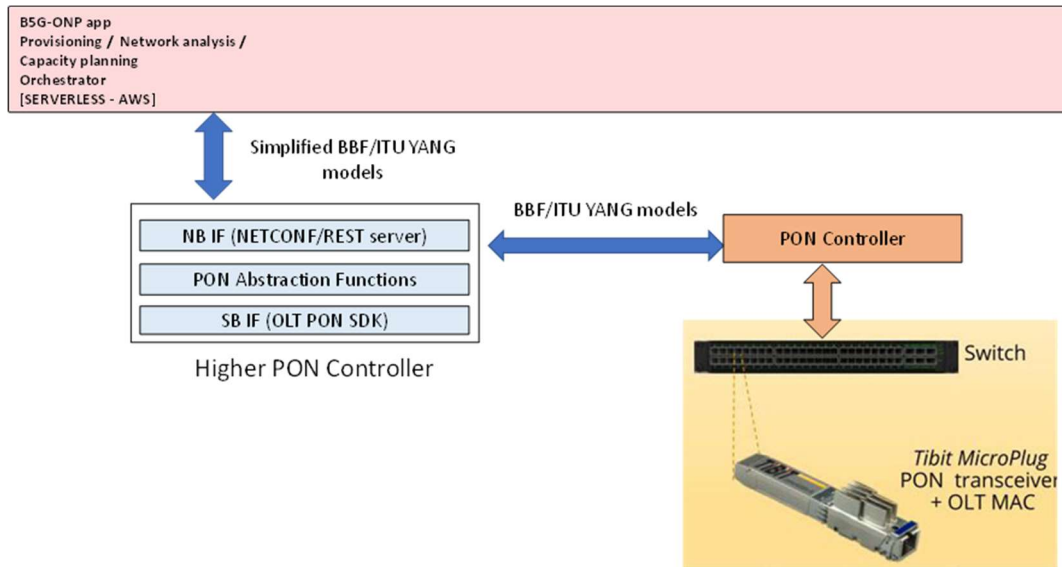 B5G-ONP app
Provisioning / Network analysis /
Capacity planning
Orchestrator
[SERVERLESS - AWS]
Simplified BBF/ITU YANG
models
BBF/ITU YANG models
NB IF (NETCONF/REST server)
PON Abstraction Functions
SB IF (OLT PON SDK)
Higher PON Controller
PON Controller
Switch
Tibit MicroPlug
PON transceiver
+ OLT MAC